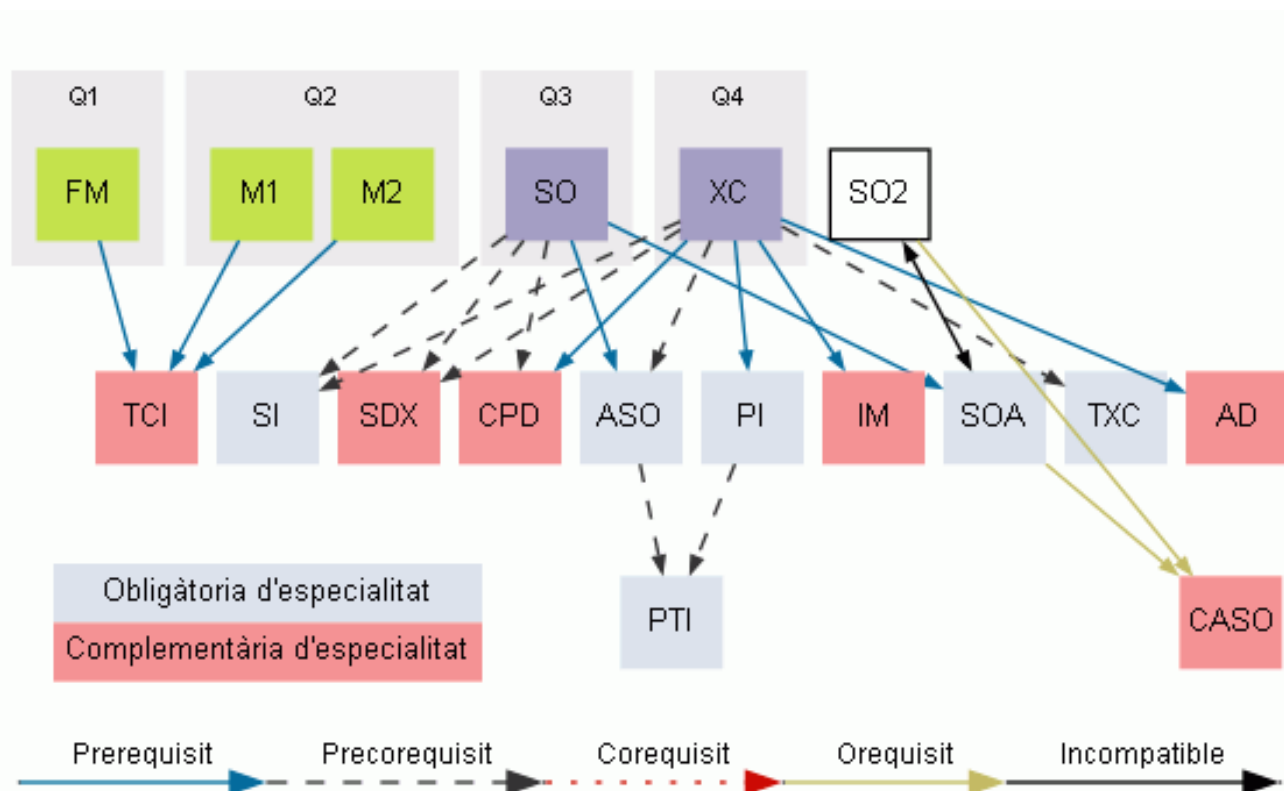 Q1
Q2
Q3
Q4
FM
M1
M2
SO
XC
SO2
TCI
SI
SDX
CPD
ASO
PI
IM
SOA
TXC
AD
Obligàtoria d'especialitat
PTI
CASO
Complementària d'especialitat
Prerequisit
Precorequisit
Corequisit
Orequisit
Incompatible